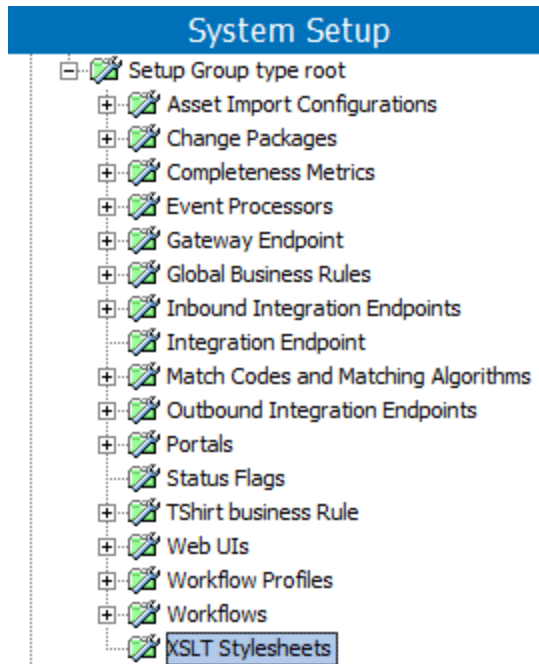 System Setup
Setup Group type root
Asset Import Configurations
Change Packages
Completeness Metrics
Event Processors
Gateway Endpoint
Global Business Rules
Inbound Integration Endpoints
Integration Endpoint
Match Codes and Matching Algorithms
Outbound Integration Endpoints
Portals
Status Flags
TShirt business Rule
Web UIs
Workflow Profiles
Workflows
XSLT Stylesheets